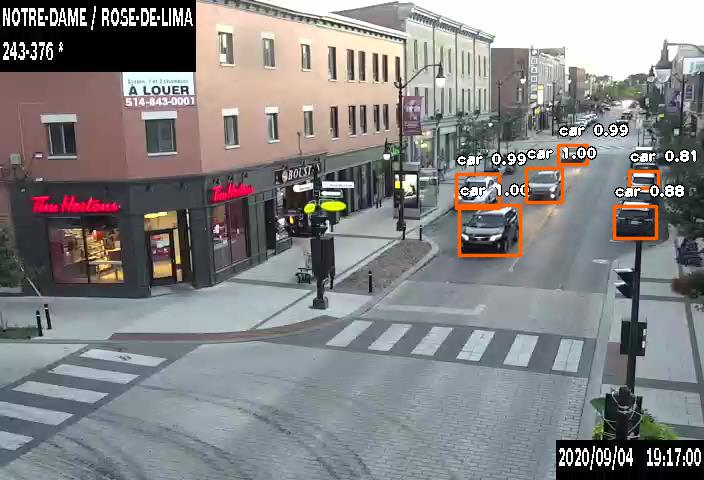 NOTRE-DAME / ROSE-DE-LIMA
243-376 *
À LOUER
514-843-0001
Tim Hortons
Tim Hortons
BOUST
car 0.99
car 0.99
car 1.00
car 0.81
car 1.00
car 0.88
2020/09/04 19:17:00